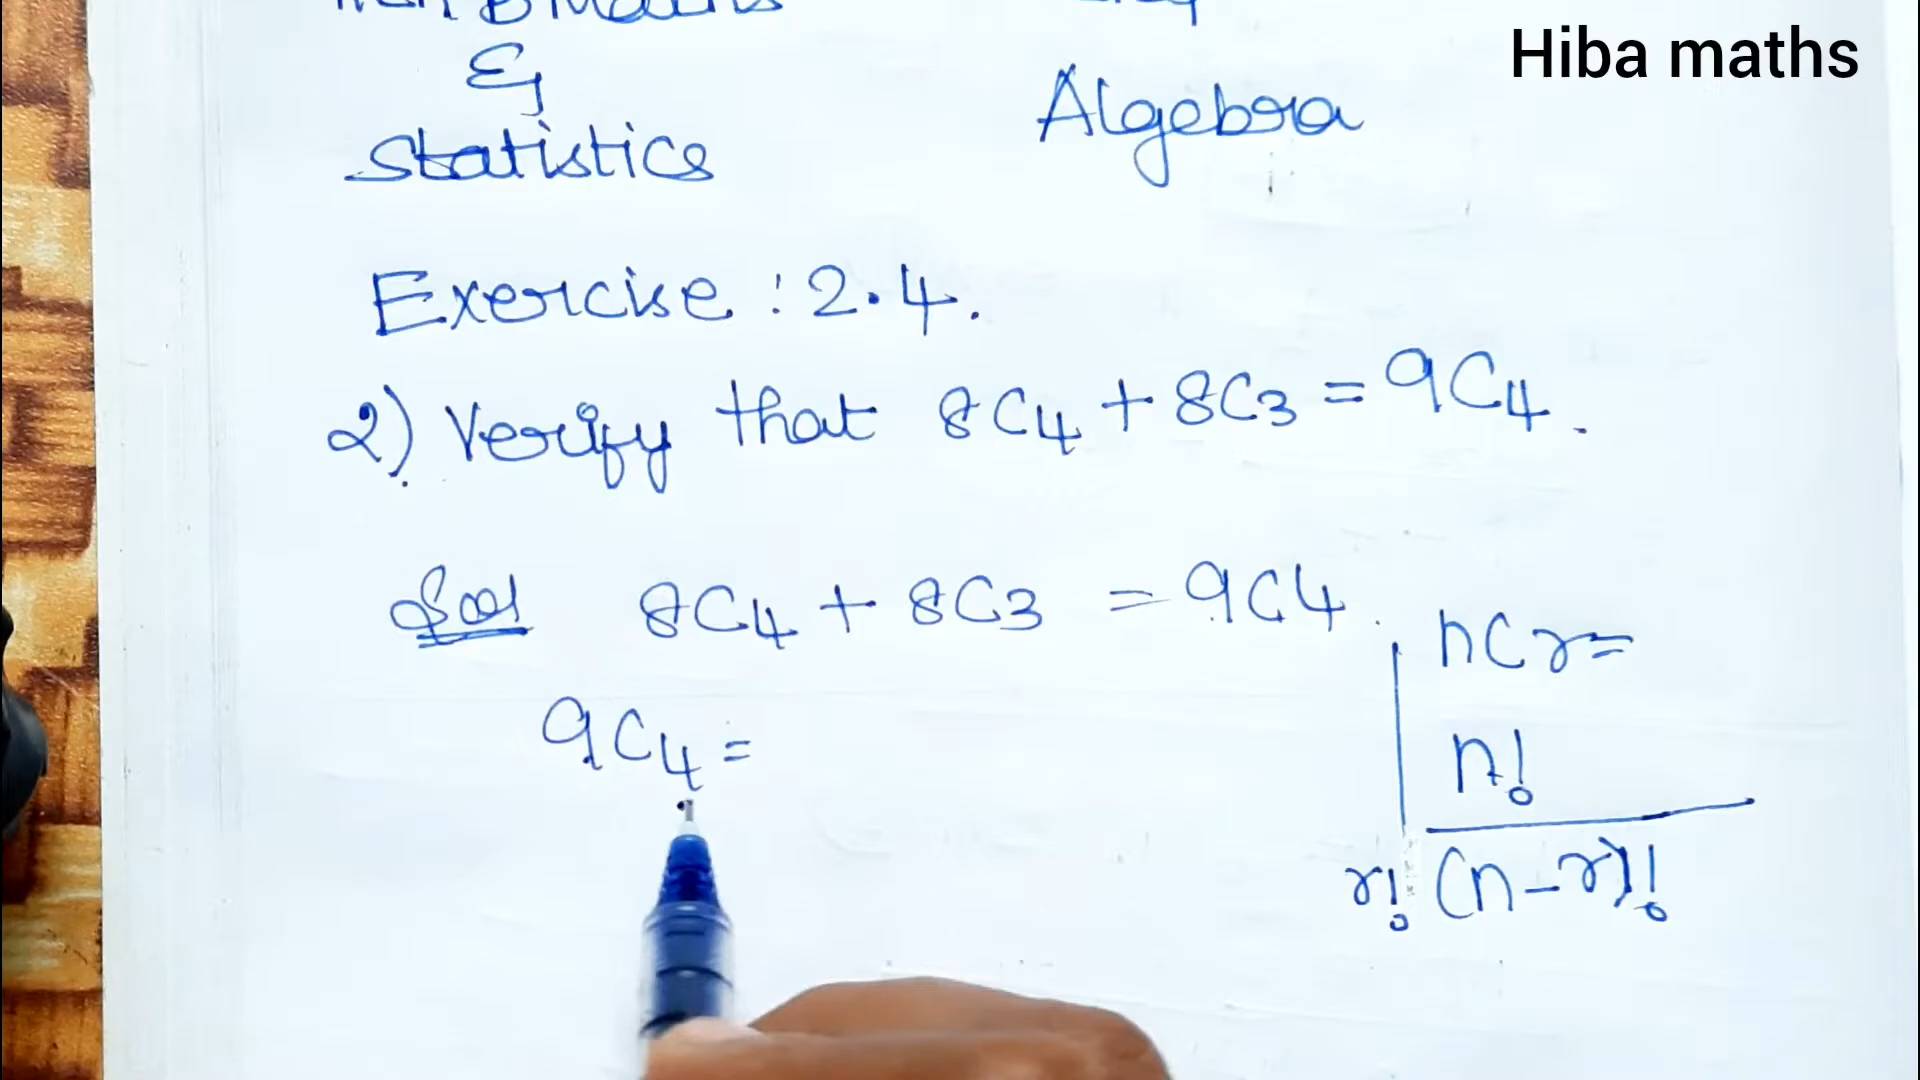 Hiba maths
&
Statistics
Algebra
Exercise : 2.4.
2) Verify that 8C4 + 8C3 = 9C4.
Sol 8C4 + 8C3 = 9C4.
9C4 =
nCr =
n!
r! (n-r)!